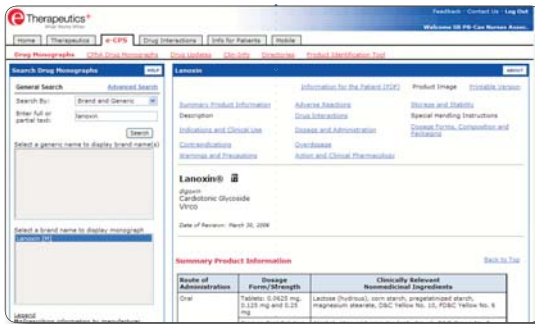 e Therapeutics+
Feedback · Contact Us · Log Out
Welcome SB PB-Can Nurses Assoc.
Home Therapeutics e-CPS Drug Interactions Info for Patients Mobile
Drug Monographs CPhA Drug Monographs Drug Updates Clin-Info Directories Product Identification Tool
Search Drug Monographs HELP
Lanoxin ABOUT
General Search Advanced Search
Search By: Brand and Generic
Enter full or partial text: lanoxin
Search
Select a generic name to display brand name(s)
Select a brand name to display monograph
Lanoxin [M]
Legend
Information for the Patient (PDF) Product Image Printable Version
Summary Product Information Adverse Reactions Storage and Stability
Description Drug Interactions Special Handling Instructions
Indications and Clinical Use Dosage and Administration Dosage Forms, Composition and Packaging
Contraindications Overdosage
Warnings and Precautions Action and Clinical Pharmacology
Lanoxin®
digoxin
Cardiotonic Glycoside
Virco
Date of Revision: March 30, 2006
Summary Product Information Back to Top
Route of Administration Dosage Form/Strength Clinically Relevant Nonmedicinal Ingredients
Oral Tablets: 0.0625 mg, 0.125 mg and 0.25 mg Lactose (hydrous), corn starch, pregelatinized starch, magnesium stearate, D&C Yellow No. 10, FD&C Yellow No. 6